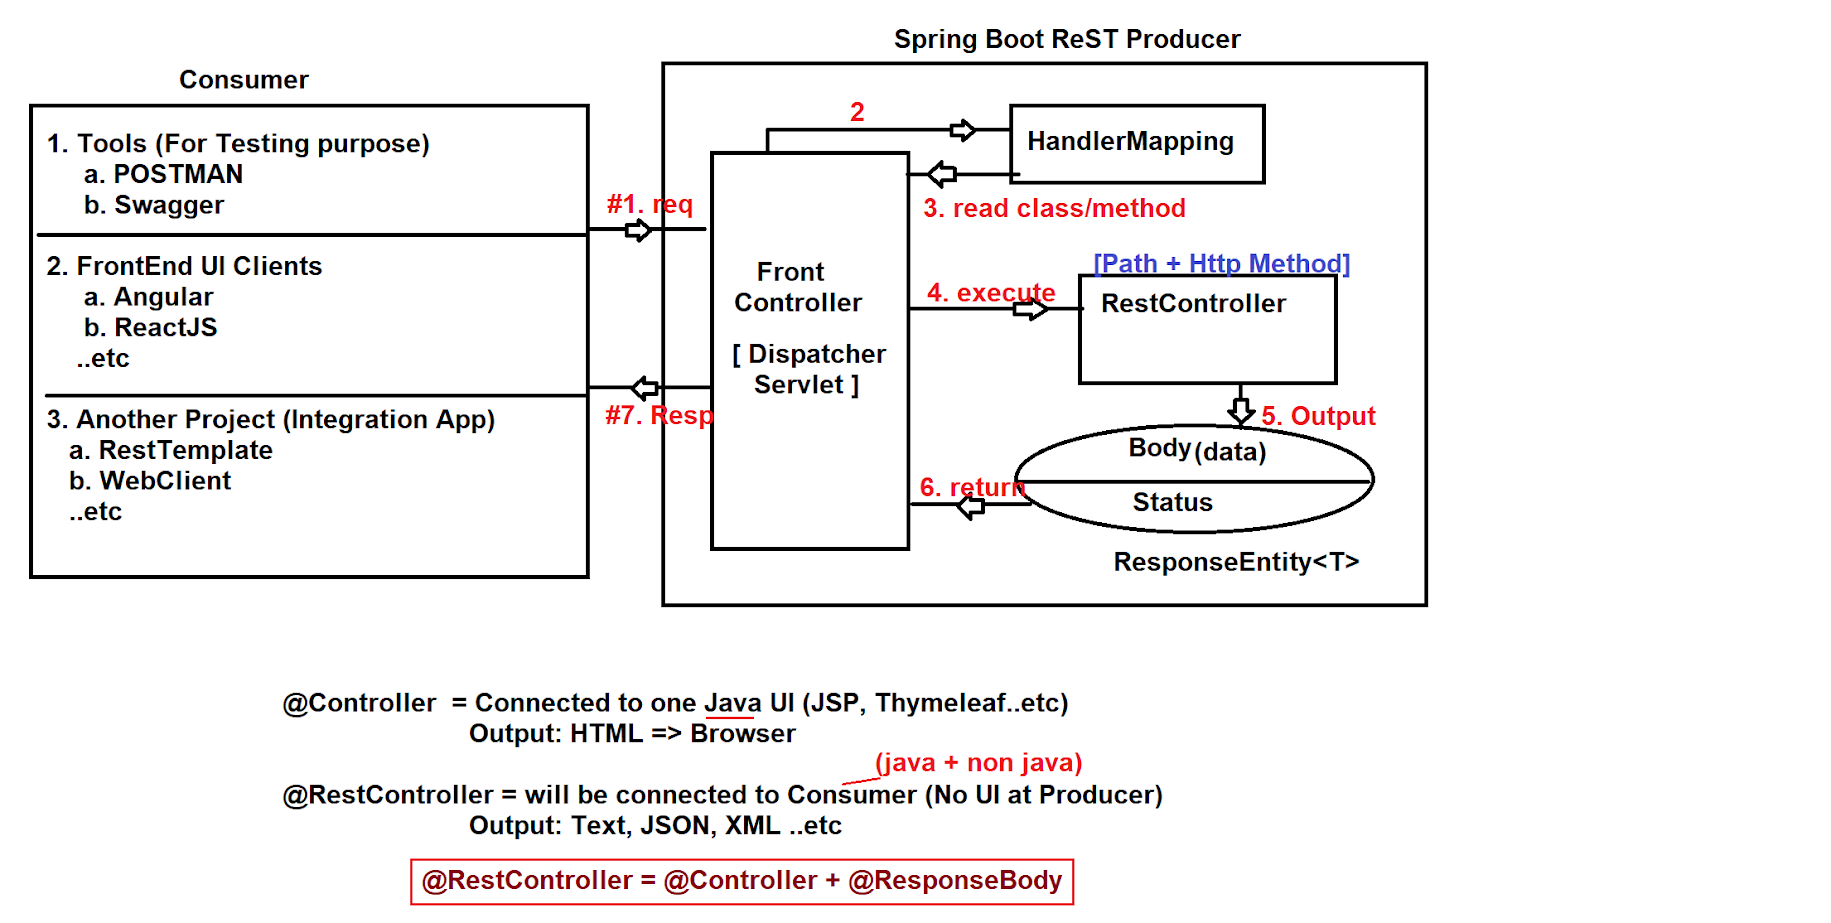 Spring Boot ReST Producer
Consumer
1. Tools (For Testing purpose)
a. POSTMAN
b. Swagger
2. FrontEnd UI Clients
a. Angular
b. ReactJS
..etc
3. Another Project (Integration App)
a. RestTemplate
b. WebClient
..etc
#1. req
#7. Resp
Front
Controller
[ Dispatcher
Servlet ]
2
HandlerMapping
3. read class/method
[Path + Http Method]
4. execute
RestController
5. Output
Body (data)
6. return
Status
ResponseEntity<T>
@Controller = Connected to one Java UI (JSP, Thymeleaf..etc)
Output: HTML => Browser
(java + non java)
@RestController = will be connected to Consumer (No UI at Producer)
Output: Text, JSON, XML ..etc
@RestController = @Controller + @ResponseBody